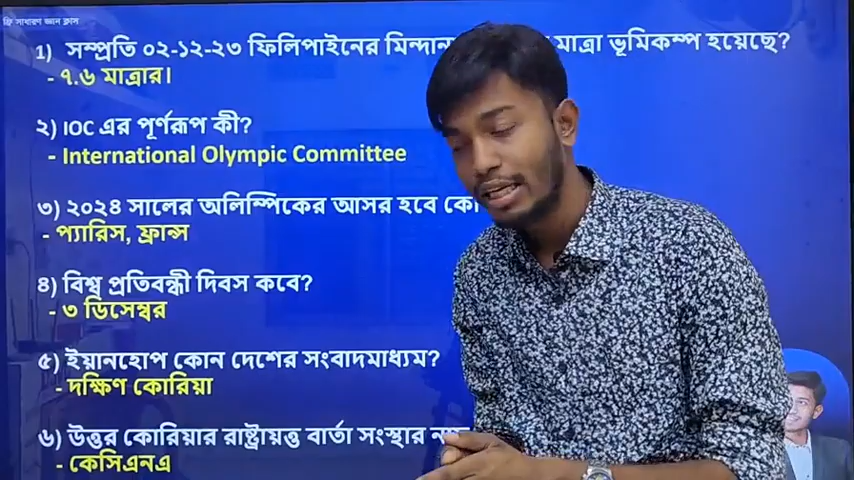 ফ্রি সাধারণ জ্ঞান ক্লাস
1) সম্প্রতি ০২-১২-২৩ ফিলিপাইনের মিন্দানা মাত্রা ভূমিকম্প হয়েছে?
- ৭.৬ মাত্রার।
২) IOC এর পূর্ণরূপ কী?
– International Olympic Committee
৩) ২০২৪ সালের অলিম্পিকের আসর হবে
- প্যারিস, ফ্রান্স
৪) বিশ্ব প্রতিবন্ধী দিবস কবে?
- ৩ ডিসেম্বর
৫) ইয়ানহোপ কোন দেশের সংবাদমাধ্যম?
- দক্ষিণ কোরিয়া
৬) উত্তর কোরিয়ার রাষ্ট্রায়ত্ত বার্তা সংস্থার
- কেসিএনএ